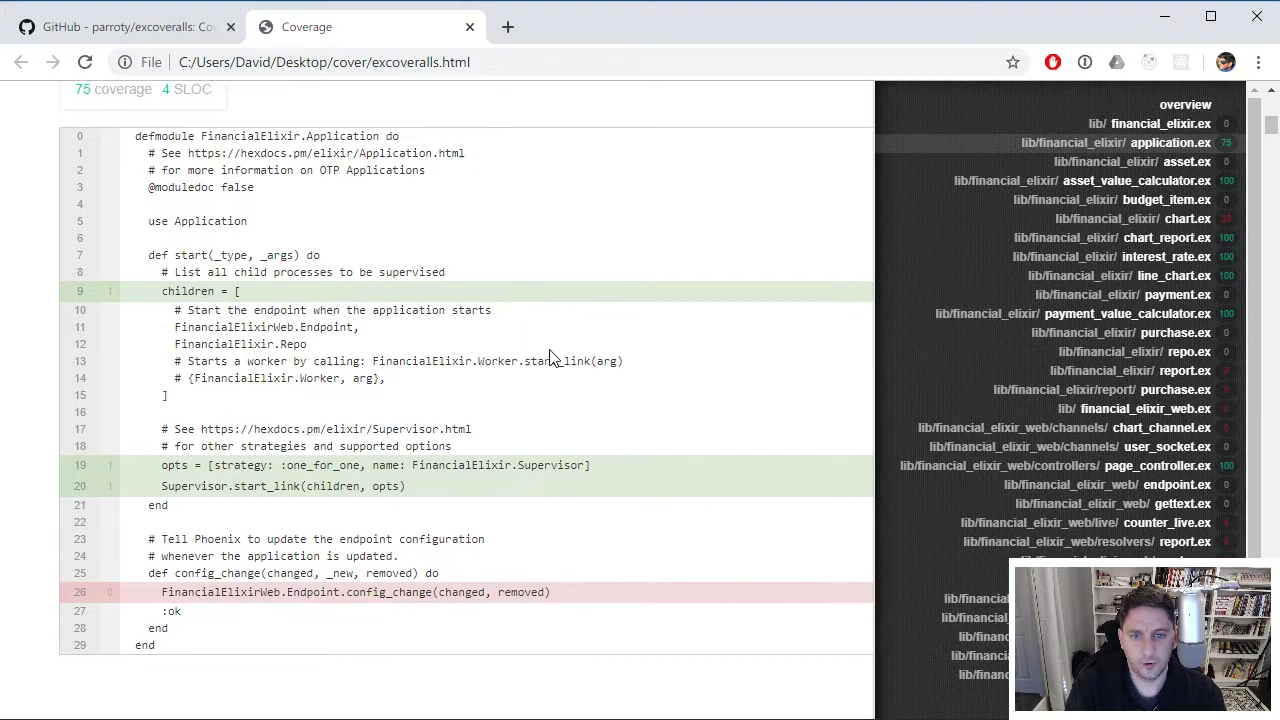 GitHub - parroty/excoveralls: Cov
Coverage
File
C:/Users/David/Desktop/cover/excoveralls.html
75 coverage 4 SLOC
0 defmodule FinancialElixir.Application do
1 # See https://hexdocs.pm/elixir/Application.html
2 # for more information on OTP Applications
3 @moduledoc false
4
5 use Application
6
7 def start(_type, _args) do
8 # List all child processes to be supervised
9 1 children = [
10 # Start the endpoint when the application starts
11 FinancialElixirWeb.Endpoint,
12 FinancialElixir.Repo
13 # Starts a worker by calling: FinancialElixir.Worker.start_link(arg)
14 # {FinancialElixir.Worker, arg},
15 ]
16
17 # See https://hexdocs.pm/elixir/Supervisor.html
18 # for other strategies and supported options
19 1 opts = [strategy: :one_for_one, name: FinancialElixir.Supervisor]
20 1 Supervisor.start_link(children, opts)
21 end
22
23 # Tell Phoenix to update the endpoint configuration
24 # whenever the application is updated.
25 def config_change(changed, _new, removed) do
26 0 FinancialElixirWeb.Endpoint.config_change(changed, removed)
27 :ok
28 end
29 end
overview
lib/ financial_elixir.ex 0
lib/financial_elixir/ application.ex 75
lib/financial_elixir/ asset.ex 0
lib/financial_elixir/ asset_value_calculator.ex 100
lib/financial_elixir/ budget_item.ex 0
lib/financial_elixir/ chart.ex 20
lib/financial_elixir/ chart_report.ex 100
lib/financial_elixir/ interest_rate.ex 100
lib/financial_elixir/ line_chart.ex 100
lib/financial_elixir/ payment.ex 0
lib/financial_elixir/ payment_value_calculator.ex 100
lib/financial_elixir/ purchase.ex 0
lib/financial_elixir/ repo.ex 0
lib/financial_elixir/ report.ex 0
lib/financial_elixir/report/ purchase.ex 0
lib/ financial_elixir_web.ex 0
lib/financial_elixir_web/channels/ chart_channel.ex 0
lib/financial_elixir_web/channels/ user_socket.ex 0
lib/financial_elixir_web/controllers/ page_controller.ex 100
lib/financial_elixir_web/ endpoint.ex 0
lib/financial_elixir_web/ gettext.ex 0
lib/financial_elixir_web/live/ counter_live.ex 0
lib/financial_elixir_web/resolvers/ report.ex 0